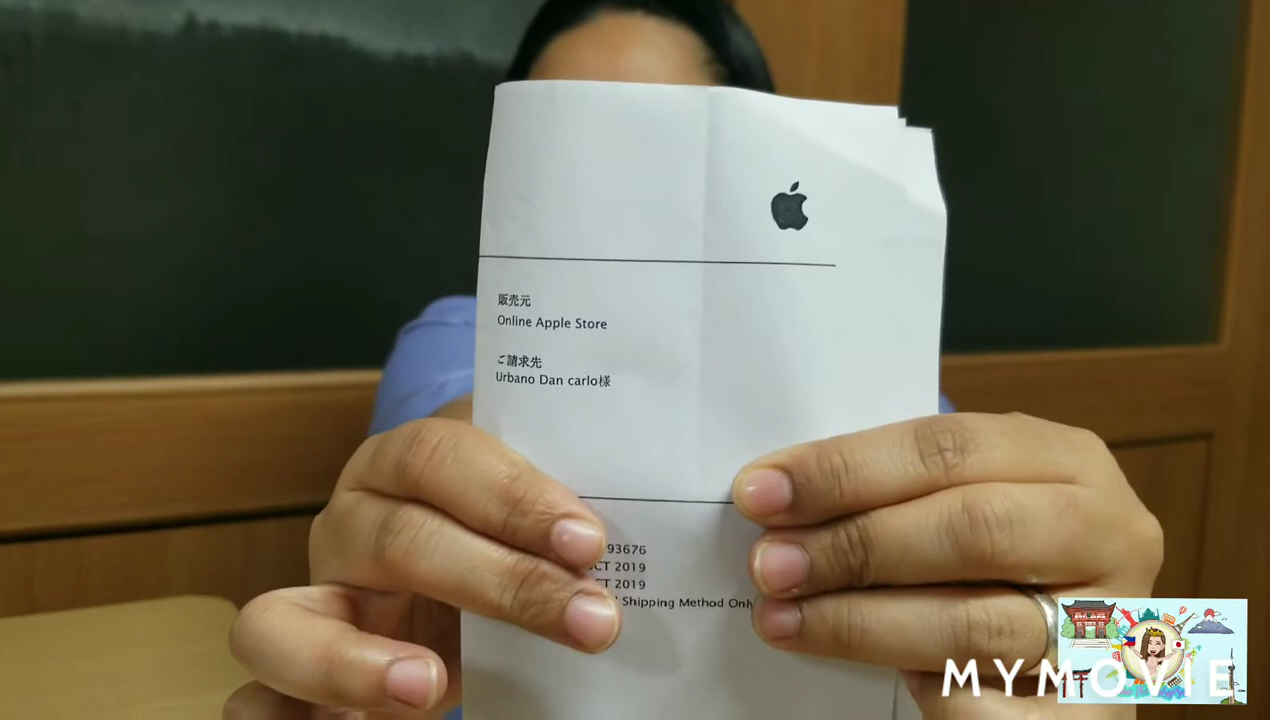 販売元
Online Apple Store
ご請求先
Urbano Dan carlo様
93676
CT 2019
CT 2019
Shipping Method Only
MYMOVIE